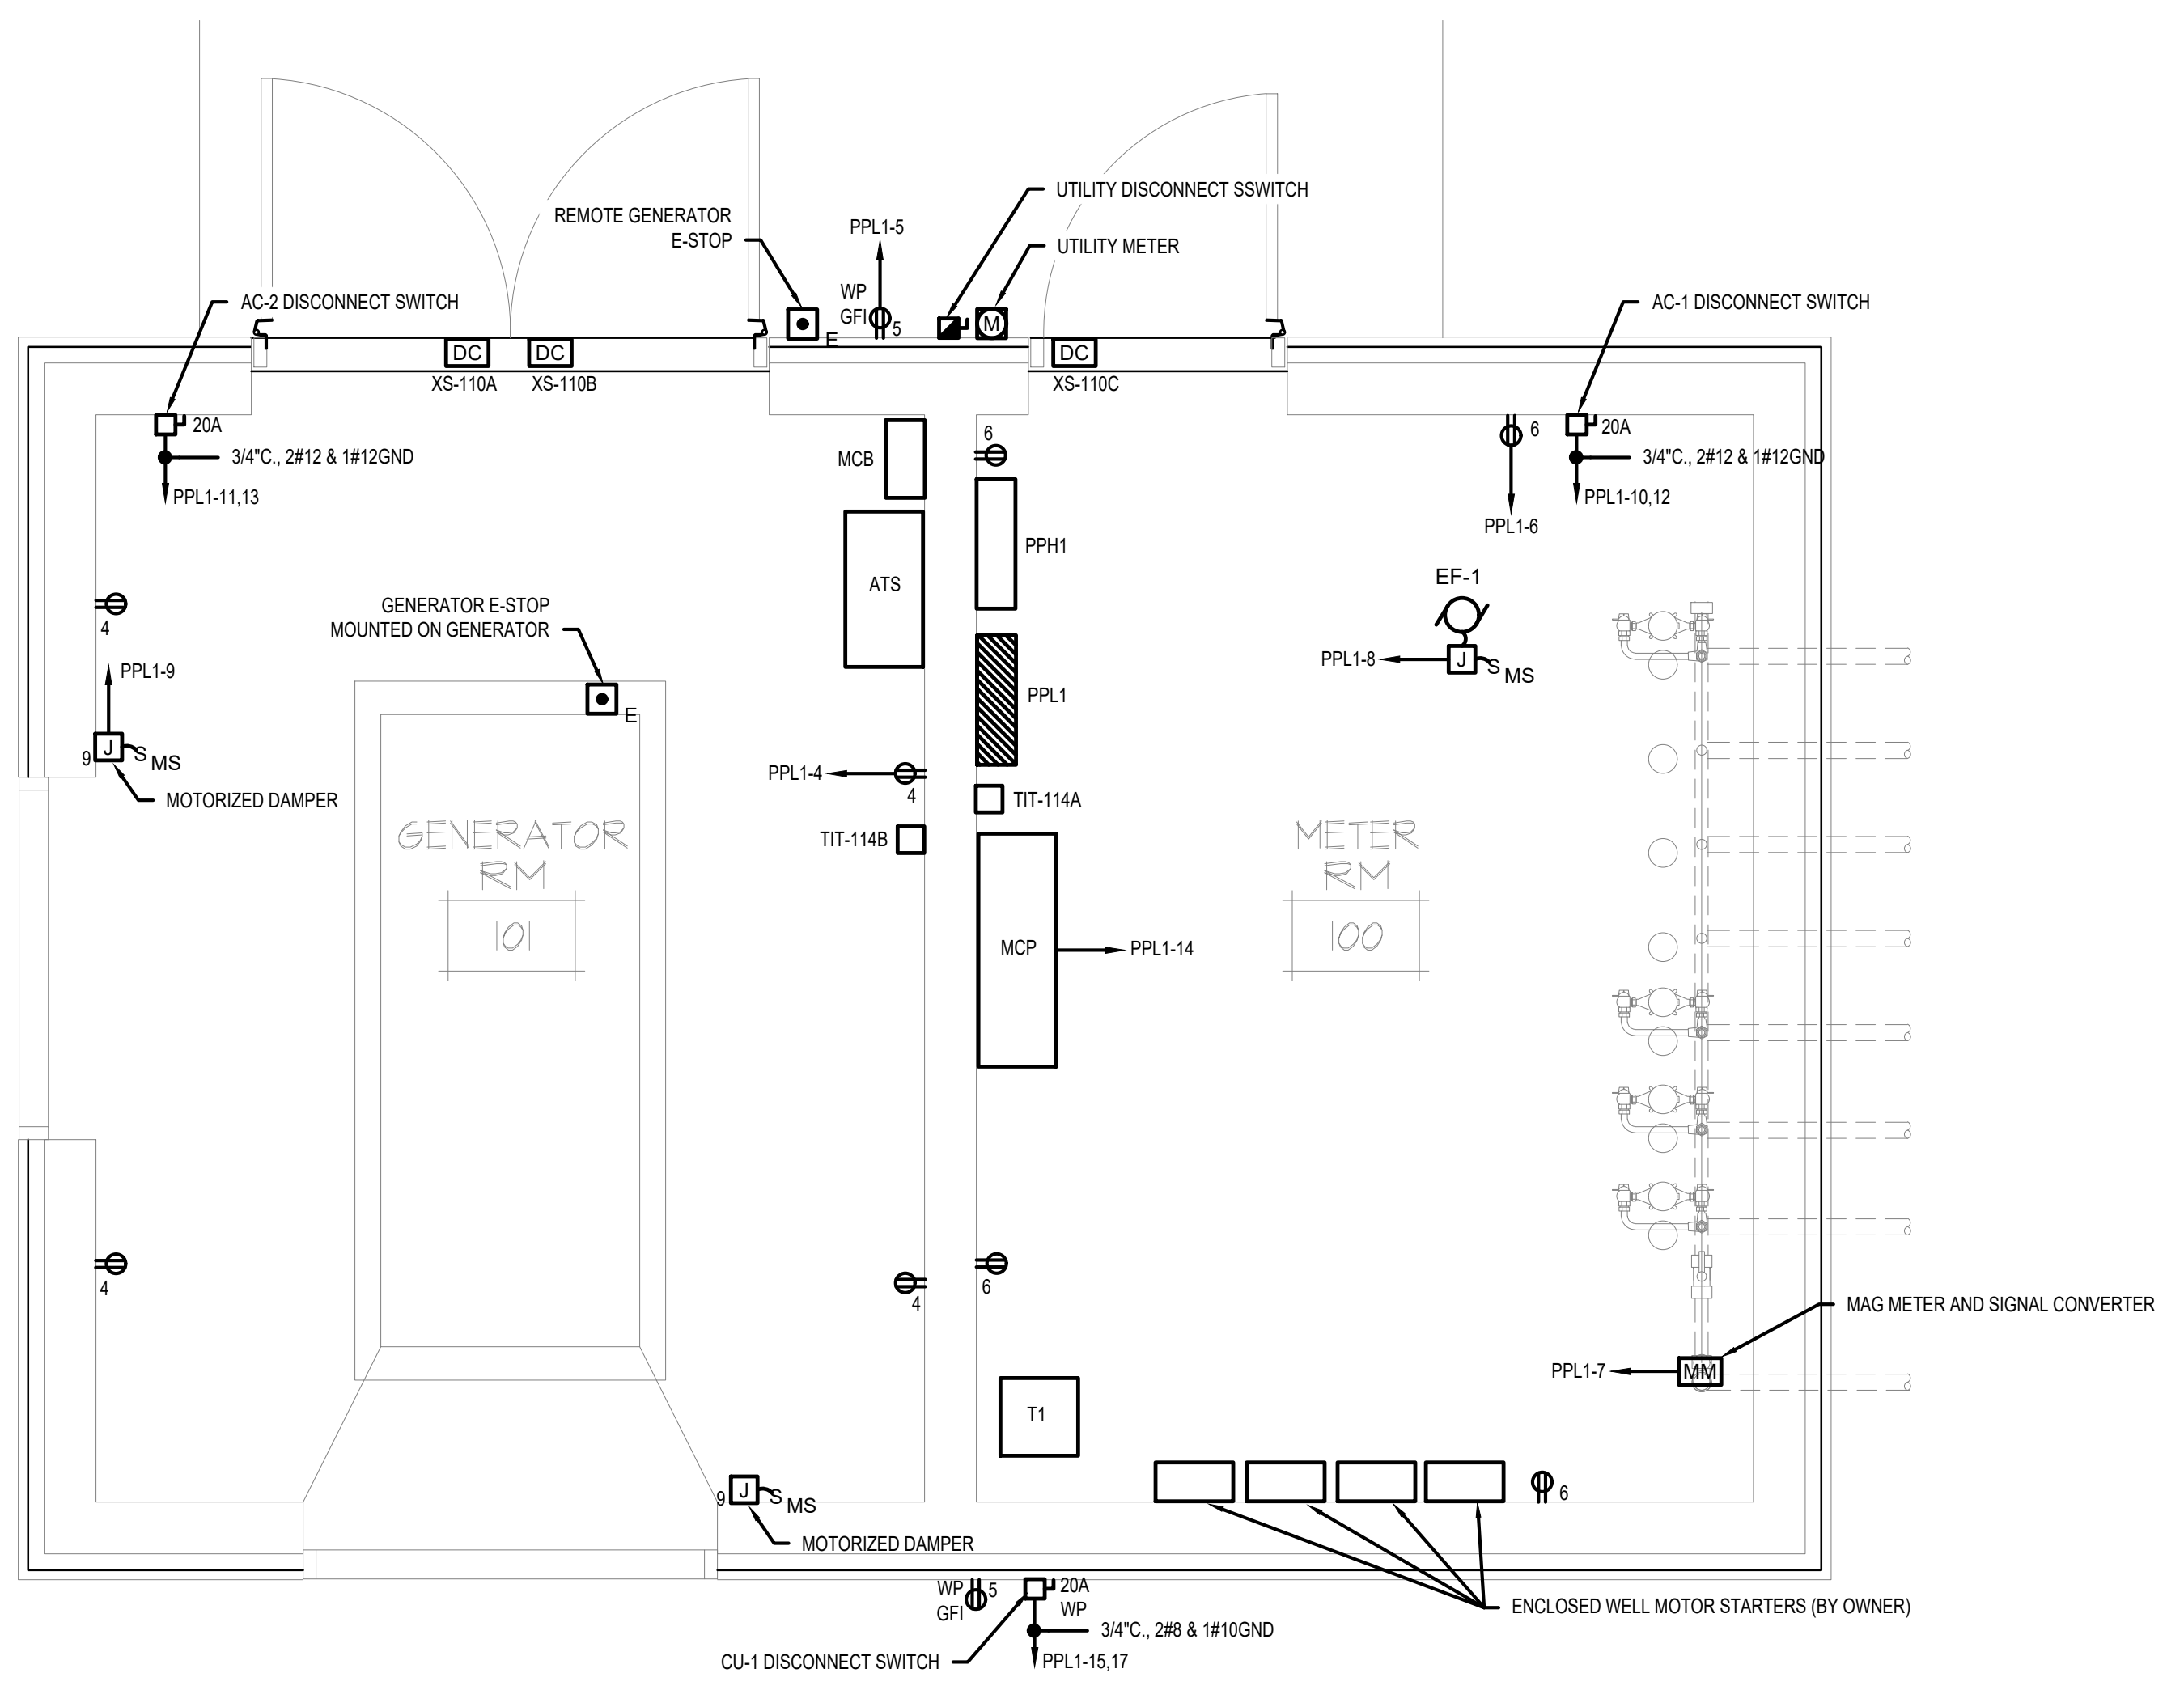 UTILITY DISCONNECT SSWITCH
REMOTE GENERATOR
E-STOP
PPL1-5
UTILITY METER
AC-2 DISCONNECT SWITCH
WP
GFI
5
E
M
AC-1 DISCONNECT SWITCH
DC
DC
DC
XS-110A
XS-110B
XS-110C
20A
3/4"C., 2#12 & 1#12GND
PPL1-11,13
MCB
6
6
20A
3/4"C., 2#12 & 1#12GND
PPL1-10,12
PPL1-6
PPH1
ATS
EF-1
4
GENERATOR E-STOP
MOUNTED ON GENERATOR
E
PPL1-8
J
S
MS
PPL1-9
PPL1
9
J
S
MS
MOTORIZED DAMPER
PPL1-4
4
TIT-114A
TIT-114B
GENERATOR
RM
101
METER
RM
100
MCP
PPL1-14
4
4
6
MAG METER AND SIGNAL CONVERTER
PPL1-7
MM
T1
9
J
S
MS
MOTORIZED DAMPER
6
WP
GFI
5
20A
WP
ENCLOSED WELL MOTOR STARTERS (BY OWNER)
3/4"C., 2#8 & 1#10GND
CU-1 DISCONNECT SWITCH
PPL1-15,17